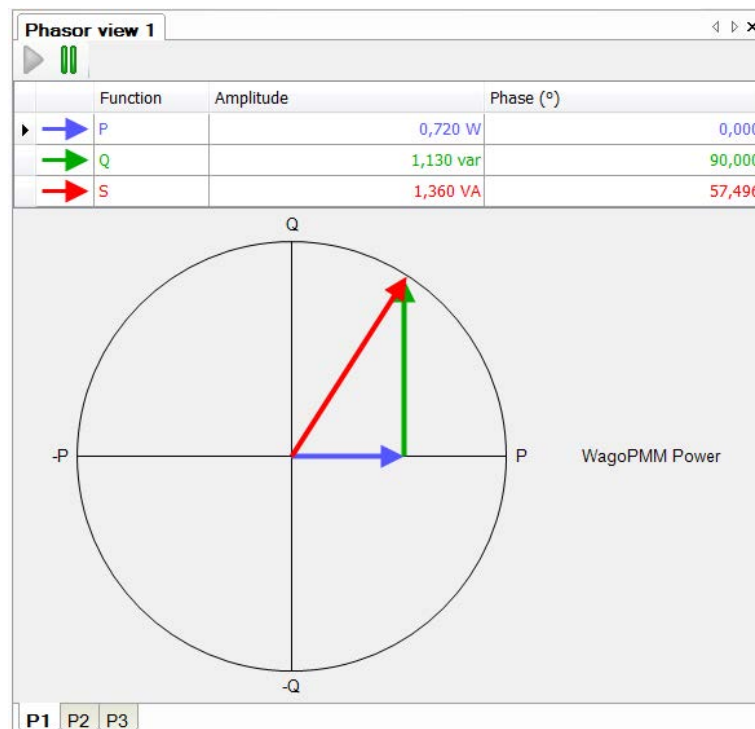 Phasor view 1
Function Amplitude Phase (°)
P 0,720 W 0,000
Q 1,130 var 90,000
S 1,360 VA 57,496
Q
-P P WagoPMM Power
-Q
P1 P2 P3